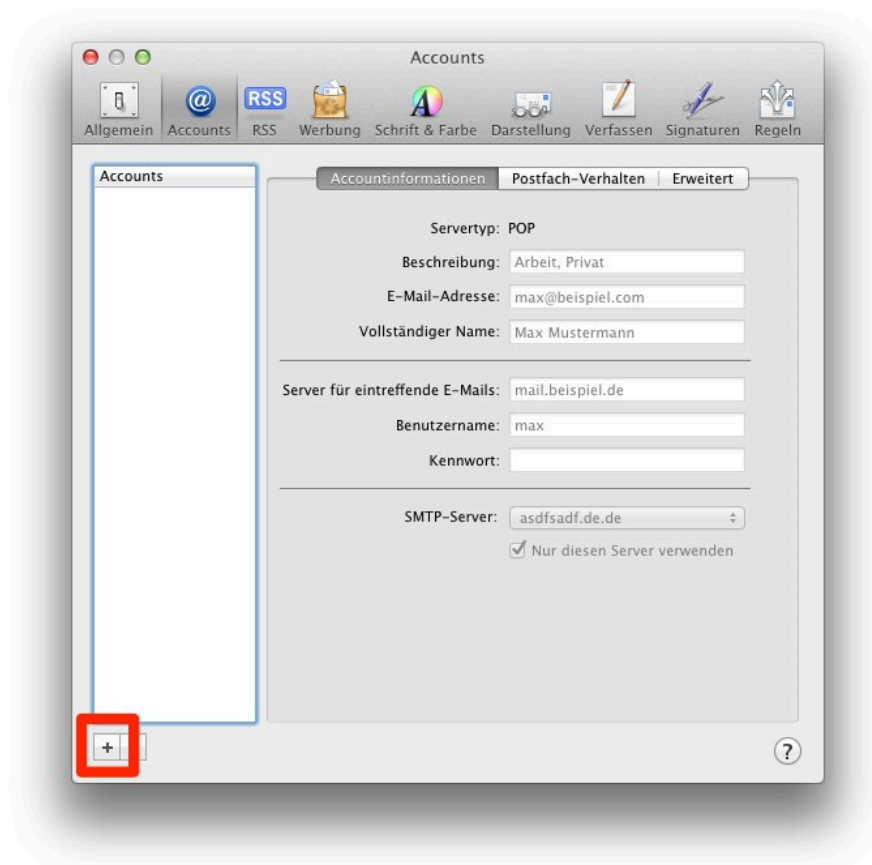 Accounts
RSS
Allgemein Accounts RSS Werbung Schrift & Farbe Darstellung Verfassen Signaturen Regeln
Accounts
Accountinformationen Postfach-Verhalten Erweitert
Servertyp: POP
Beschreibung: Arbeit, Privat
E-Mail-Adresse: max@beispiel.com
Vollständiger Name: Max Mustermann
Server für eintreffende E-Mails: mail.beispiel.de
Benutzername: max
Kennwort:
SMTP-Server: asdfsadf.de.de
Nur diesen Server verwenden
+
?